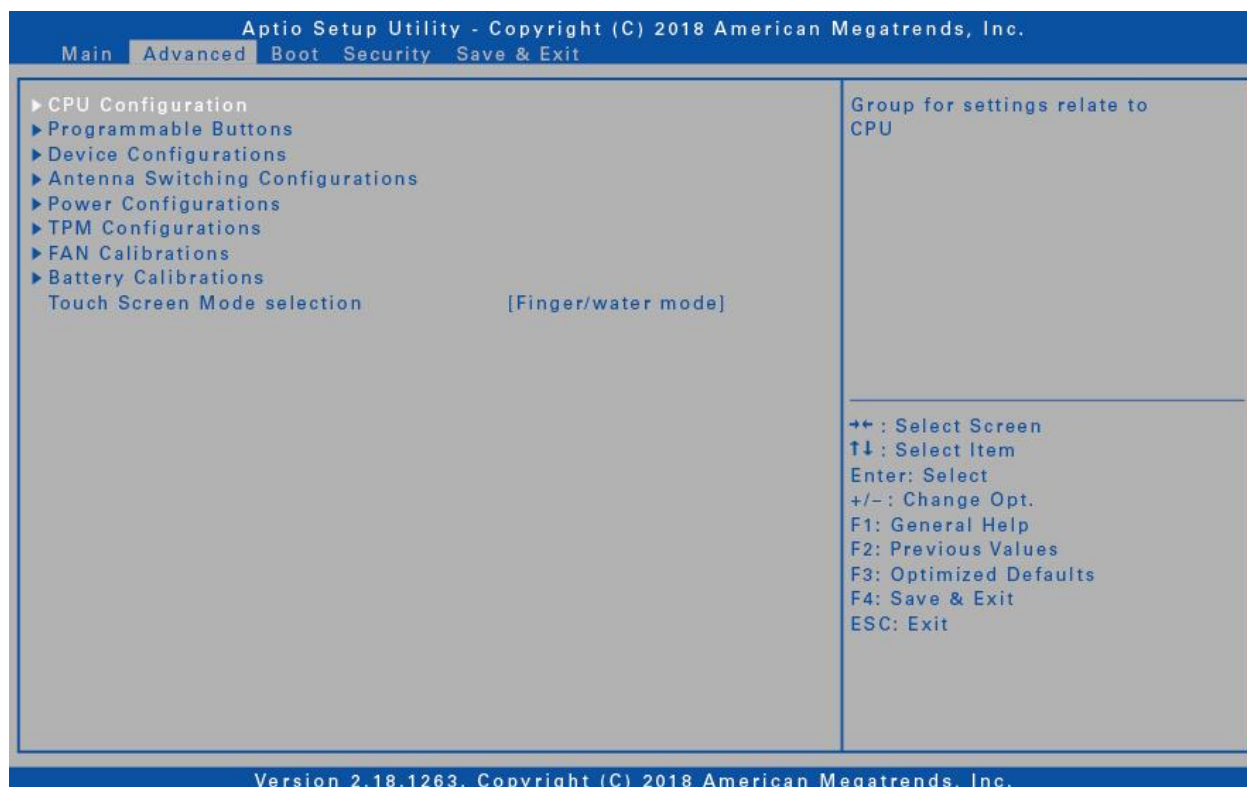 Aptio Setup Utility - Copyright (C) 2018 American Megatrends, Inc.
Main Advanced Boot Security Save & Exit
▶CPU Configuration
▶Programmable Buttons
▶Device Configurations
▶Antenna Switching Configurations
▶Power Configurations
▶TPM Configurations
▶FAN Calibrations
▶Battery Calibrations
Touch Screen Mode selection [Finger/water mode]
Group for settings relate to
CPU
→←: Select Screen
↑↓: Select Item
Enter: Select
+/−: Change Opt.
F1: General Help
F2: Previous Values
F3: Optimized Defaults
F4: Save & Exit
ESC: Exit
Version 2.18.1263. Copyright (C) 2018 American Megatrends, Inc.